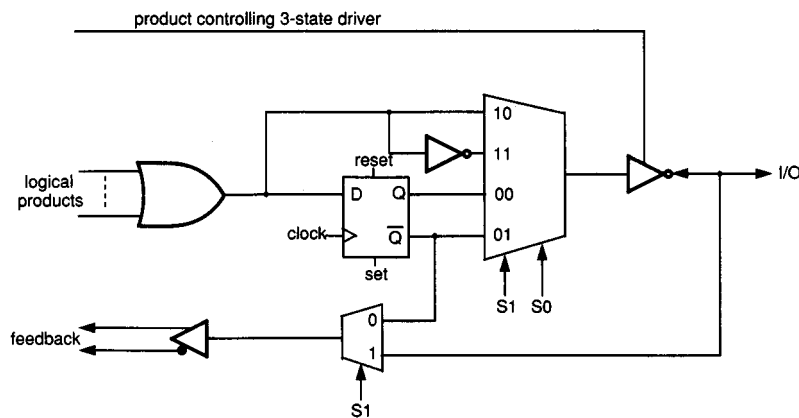 product controlling 3-state driver
10
11
reset
logical
products
D
Q
00
I/O
clock
Q
01
set
S1
S0
0
feedback
1
S1